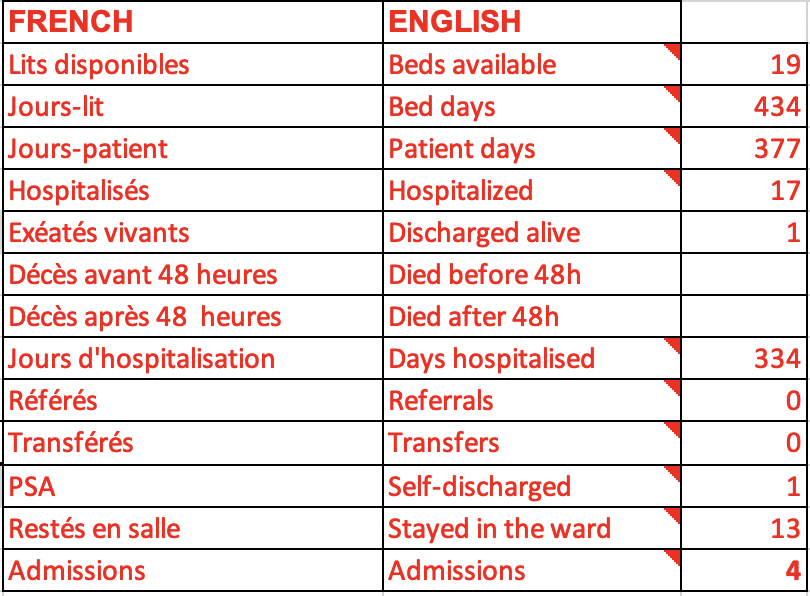 FRENCH ENGLISH
Lits disponibles Beds available 19
Jours-lit Bed days 434
Jours-patient Patient days 377
Hospitalisés Hospitalized 17
Exéatés vivants Discharged alive 1
Décès avant 48 heures Died before 48h
Décès après 48  heures Died after 48h
Jours d'hospitalisation Days hospitalised 334
Référés Referrals 0
Transférés Transfers 0
PSA Self-discharged 1
Restés en salle Stayed in the ward 13
Admissions Admissions 4